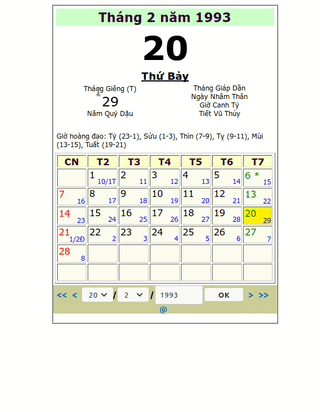 Tháng 2 năm 1993
20
Thứ Bảy
Tháng Giêng (T)
29
Năm Quý Dậu
Tháng Giáp Dần
Ngày Nhâm Thân
Giờ Canh Tý
Tiết Vũ Thủy
Giờ hoàng đạo: Tý (23-1), Sửu (1-3), Thìn (7-9), Tỵ (9-11), Mùi
(13-15), Tuất (19-21)
CN T2 T3 T4 T5 T6 T7
1 10/1T 2 11 3 12 4 13 5 14 6 * 15
7 16 8 17 9 18 10 19 11 20 12 21 13 22
14 23 15 24 16 25 17 26 18 27 19 28 20 29
21 1/2Đ 22 2 23 3 24 4 25 5 26 6 27 7
28 8
<< < 20 / 2 / 1993 OK > >>
@